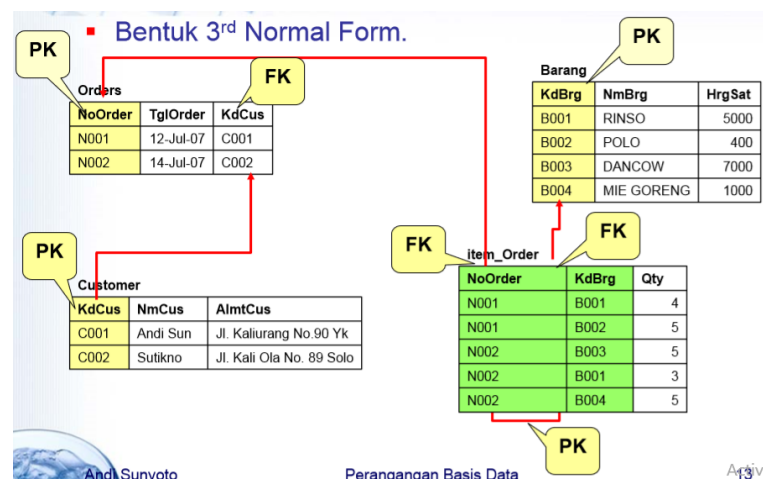 ▪ Bentuk 3rd Normal Form.
PK
FK
Orders
NoOrder TglOrder KdCus
N001 12-Jul-07 C001
N002 14-Jul-07 C002
PK
Barang
KdBrg NmBrg HrgSat
B001 RINSO 5000
B002 POLO 400
B003 DANCOW 7000
B004 MIE GORENG 1000
PK
Customer
KdCus NmCus AlmtCus
C001 Andi Sun Jl. Kaliurang No.90 Yk
C002 Sutikno Jl. Kali Ola No. 89 Solo
FK
FK
item_Order
NoOrder KdBrg Qty
N001 B001 4
N001 B002 5
N002 B003 5
N002 B001 3
N002 B004 5
PK
Andi Sunyoto Perangangan Basis Data 13